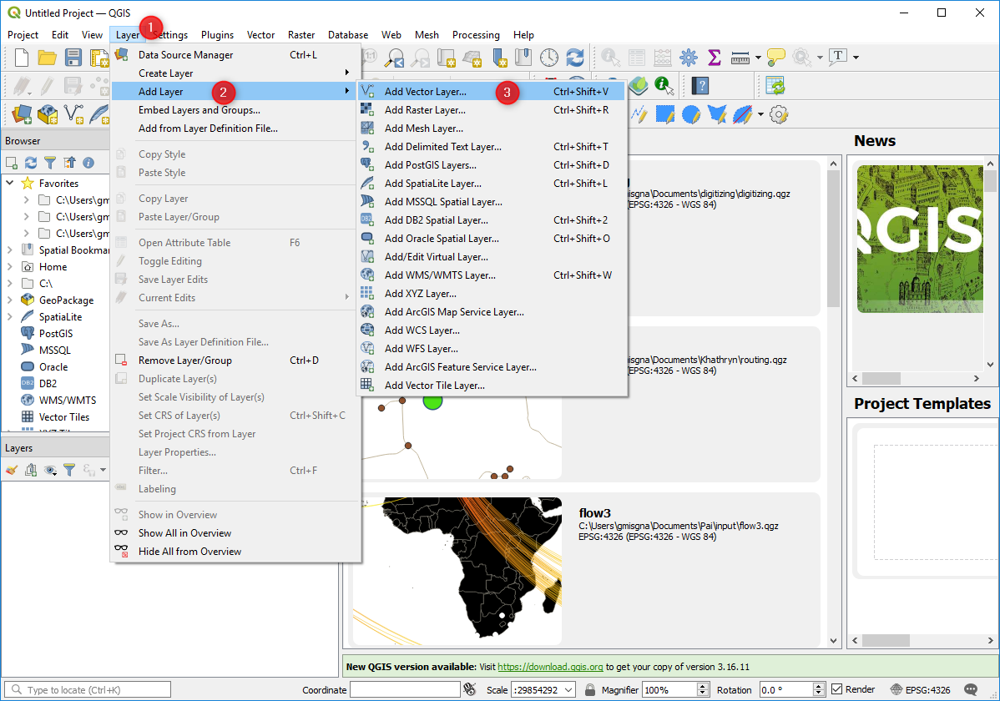 Untitled Project — QGIS
Project Edit View Layer Settings Plugins Vector Raster Database Web Mesh Processing Help
1
Data Source Manager Ctrl+L
Create Layer
Add Layer
2
Embed Layers and Groups...
Add from Layer Definition File...
Copy Style
Paste Style
Copy Layer
Paste Layer/Group
Open Attribute Table F6
Toggle Editing
Save Layer Edits
Current Edits
Save As...
Save As Layer Definition File...
Remove Layer/Group Ctrl+D
Duplicate Layer(s)
Set Scale Visibility of Layer(s)
Set CRS of Layer(s) Ctrl+Shift+C
Set Project CRS from Layer
Layer Properties...
Filter... Ctrl+F
Labeling
Show in Overview
Show All in Overview
Hide All from Overview
Add Vector Layer... 3 Ctrl+Shift+V
Add Raster Layer... Ctrl+Shift+R
Add Mesh Layer...
Add Delimited Text Layer... Ctrl+Shift+T
Add PostGIS Layers... Ctrl+Shift+D
Add SpatiaLite Layer... Ctrl+Shift+L
Add MSSQL Spatial Layer...
Add DB2 Spatial Layer... Ctrl+Shift+2
Add Oracle Spatial Layer... Ctrl+Shift+O
Add/Edit Virtual Layer...
Add WMS/WMTS Layer... Ctrl+Shift+W
Add XYZ Layer...
Add ArcGIS Map Service Layer...
Add WCS Layer...
Add WFS Layer...
Add ArcGIS Feature Service Layer...
Add Vector Tile Layer...
Browser
Favorites
C:\Users\gm
C:\Users\gm
C:\Users\gm
Spatial Bookmar
Home
C:\
GeoPackage
SpatiaLite
PostGIS
MSSQL
Oracle
DB2
WMS/WMTS
Vector Tiles
Layers
gmisgna\Documents\digitizing\digitizing.qgz
(EPSG:4326 - WGS 84)
gmisgna\Documents\Khathryn\routing.qgz
(EPSG:4326 - WGS 84)
flow3
C:\Users\gmisgna\Documents\Pai\input\flow3.qgz
EPSG:4326 (EPSG:4326 - WGS 84)
News
QGIS
Project Templates
New QGIS version available: Visit https://download.qgis.org to get your copy of version 3.16.11
Type to locate (Ctrl+K) Coordinate Scale :29854292 Magnifier 100% Rotation 0.0 ° Render EPSG:4326